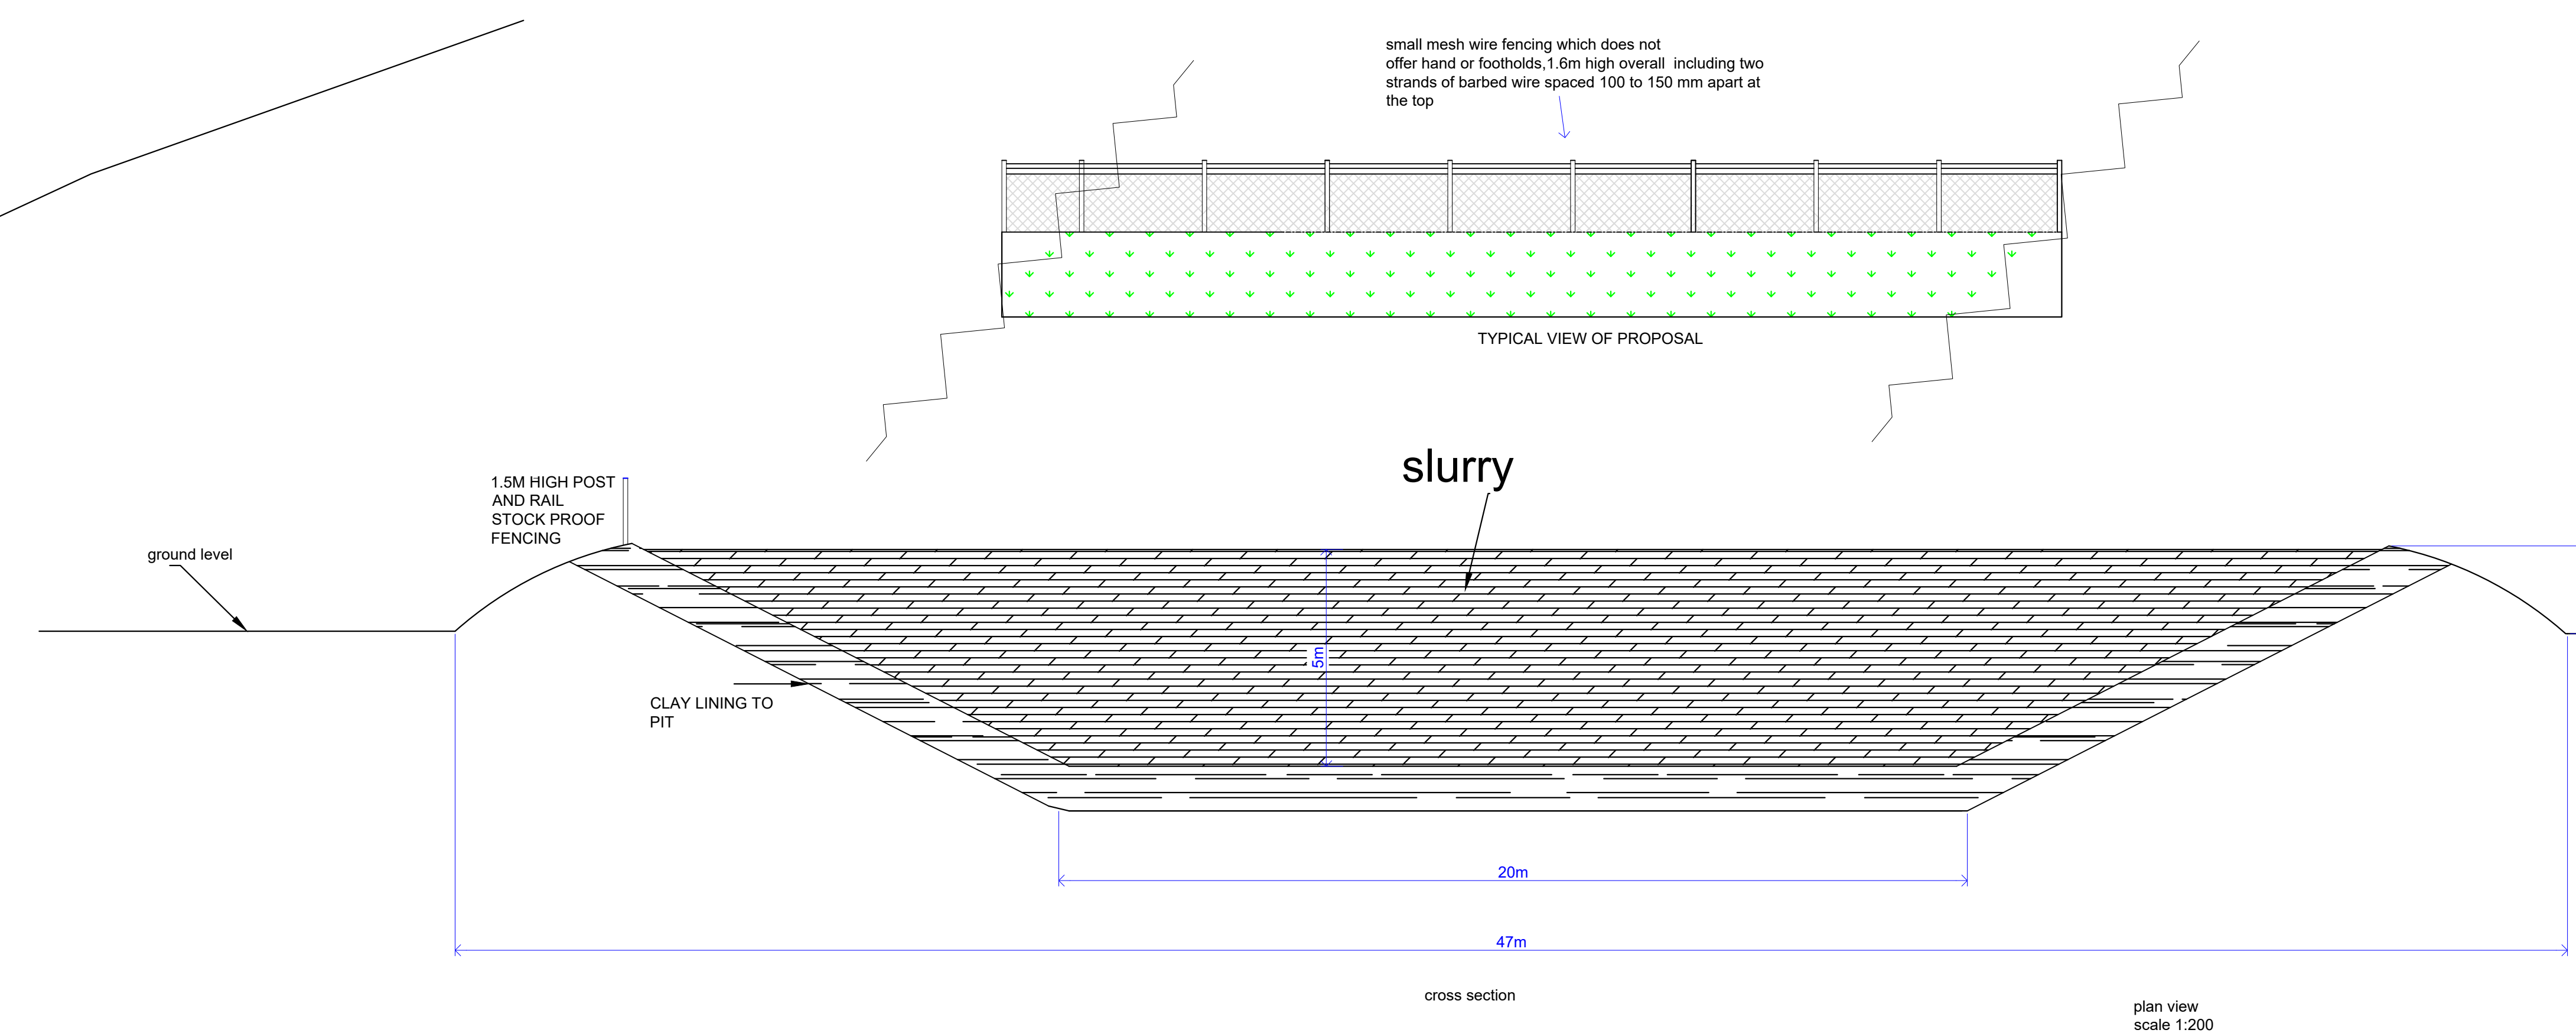 small mesh wire fencing which does not
offer hand or footholds,1.6m high overall including two
strands of barbed wire spaced 100 to 150 mm apart at
the top
TYPICAL VIEW OF PROPOSAL
slurry
1.5M HIGH POST
AND RAIL
STOCK PROOF
FENCING
ground level
5m
CLAY LINING TO
PIT
20m
47m
cross section
plan view
scale 1:200